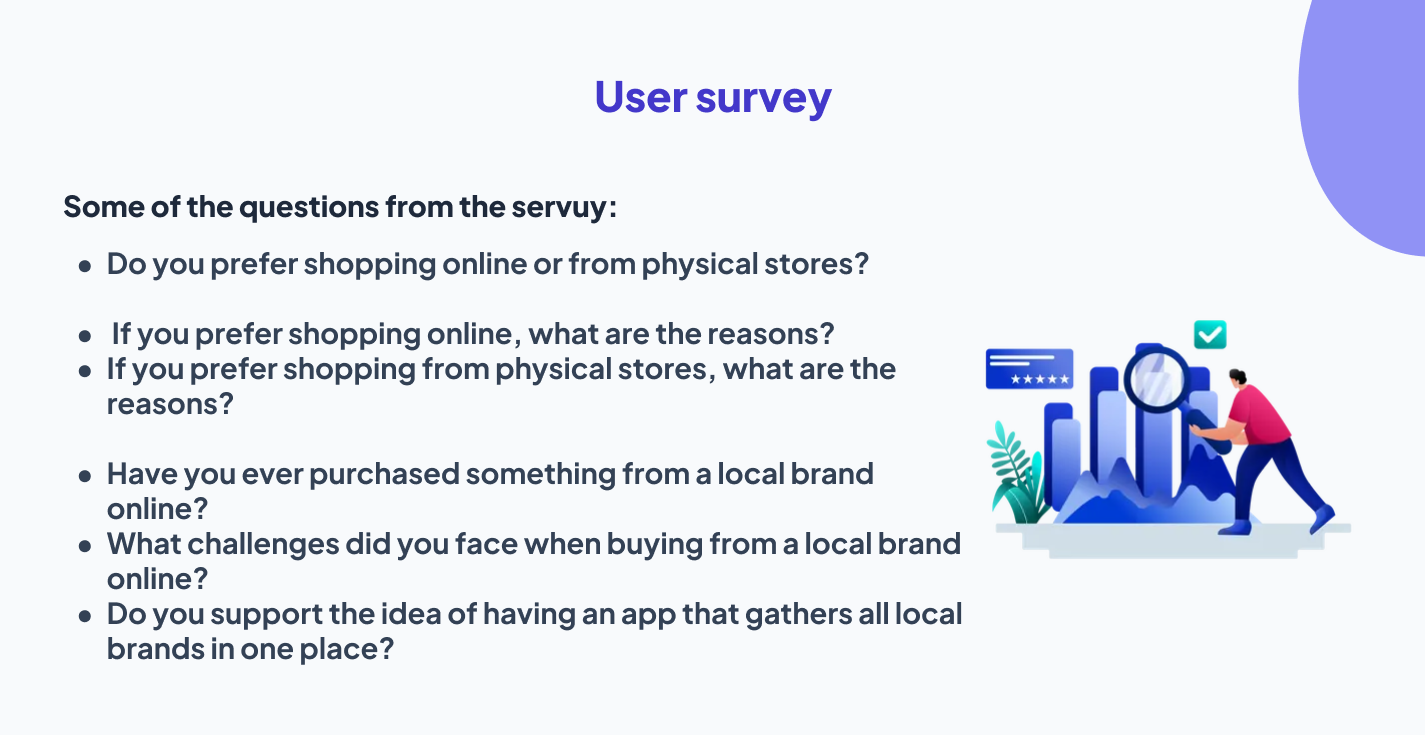 User survey
Some of the questions from the servuy:
● Do you prefer shopping online or from physical stores?
● If you prefer shopping online, what are the reasons?
● If you prefer shopping from physical stores, what are the
reasons?
● Have you ever purchased something from a local brand
online?
● What challenges did you face when buying from a local brand
online?
● Do you support the idea of having an app that gathers all local
brands in one place?